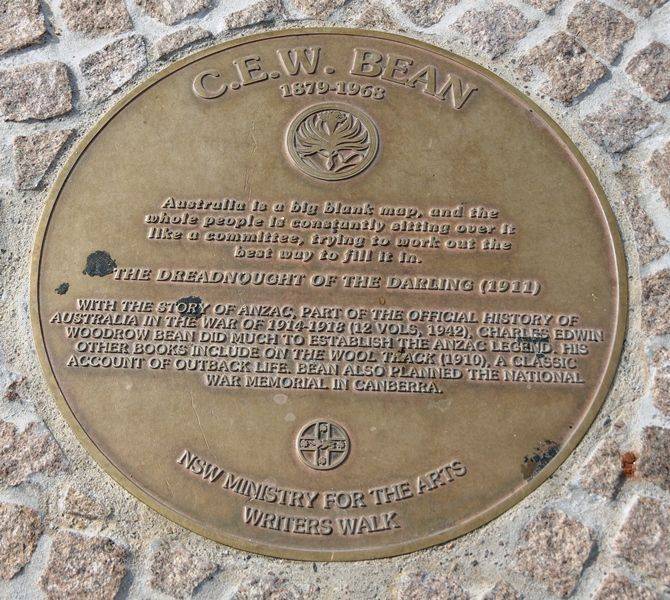 C.E.W. BEAN
1879-1968
Australia is a big blank map, and the
whole people is constantly sitting over it
like a committee, trying to work out the
best way to fill it in.
THE DREADNOUGHT OF THE DARLING (1911)
WITH THE STORY OF ANZAC, PART OF THE OFFICIAL HISTORY OF
AUSTRALIA IN THE WAR OF 1914-1918 (12 VOLS, 1942), CHARLES EDWIN
WOODROW BEAN DID MUCH TO ESTABLISH THE ANZAC LEGEND. HIS
OTHER BOOKS INCLUDE ON THE WOOL TRACK (1910), A CLASSIC
ACCOUNT OF OUTBACK LIFE. BEAN ALSO PLANNED THE NATIONAL
WAR MEMORIAL IN CANBERRA.
NSW MINISTRY FOR THE ARTS
WRITERS WALK